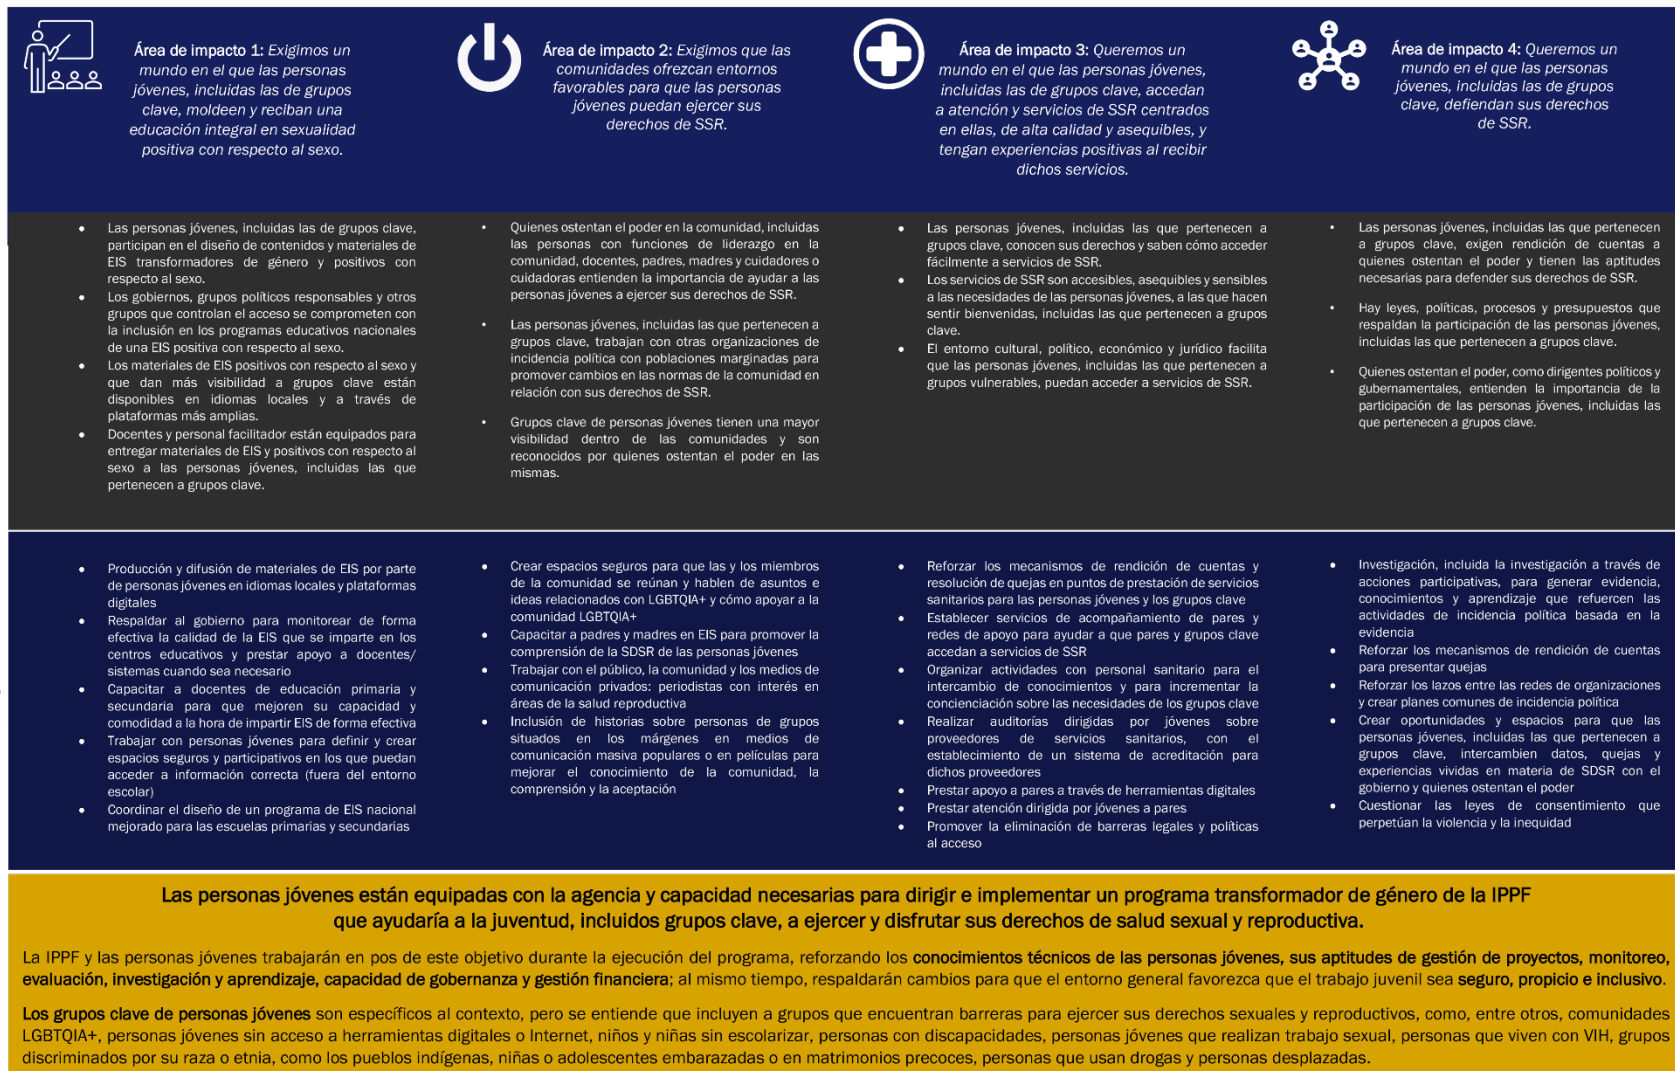 Área de impacto 1: Exigimos un
mundo en el que las personas
jóvenes, incluidas las de grupos
clave, moldeen y reciban una
educación integral en sexualidad
positiva con respecto al sexo.
Área de impacto 2: Exigimos que las
comunidades ofrezcan entornos
favorables para que las personas
jóvenes puedan ejercer sus
derechos de SSR.
Área de impacto 3: Queremos un
mundo en el que las personas jóvenes,
incluidas las de grupos clave, accedan
a atención y servicios de SSR centrados
en ellas, de alta calidad y asequibles, y
tengan experiencias positivas al recibir
dichos servicios.
Área de impacto 4: Queremos un
mundo en el que las personas
jóvenes, incluidas las de grupos
clave, defiendan sus derechos
de SSR.
• Las personas jóvenes, incluidas las de grupos clave,
participan en el diseño de contenidos y materiales de
EIS transformadores de género y positivos con
respecto al sexo.
• Los gobiernos, grupos políticos responsables y otros
grupos que controlan el acceso se comprometen con
la inclusión en los programas educativos nacionales
de una EIS positiva con respecto al sexo.
• Los materiales de EIS positivos con respecto al sexo y
que dan más visibilidad a grupos clave están
disponibles en idiomas locales y a través de
plataformas más amplias.
• Docentes y personal facilitador están equipados para
entregar materiales de EIS y positivos con respecto al
sexo a las personas jóvenes, incluidas las que
pertenecen a grupos clave.
• Quienes ostentan el poder en la comunidad, incluidas
las personas con funciones de liderazgo en la
comunidad, docentes, padres, madres y cuidadores o
cuidadoras entienden la importancia de ayudar a las
personas jóvenes a ejercer sus derechos de SSR.
• Las personas jóvenes, incluidas las que pertenecen a
grupos clave, trabajan con otras organizaciones de
incidencia política con poblaciones marginadas para
promover cambios en las normas de la comunidad en
relación con sus derechos de SSR.
• Grupos clave de personas jóvenes tienen una mayor
visibilidad dentro de las comunidades y son
reconocidos por quienes ostentan el poder en las
mismas.
• Las personas jóvenes, incluidas las que pertenecen a
grupos clave, conocen sus derechos y saben cómo acceder
fácilmente a servicios de SSR.
• Los servicios de SSR son accesibles, asequibles y sensibles
a las necesidades de las personas jóvenes, a las que hacen
sentir bienvenidas, incluidas las que pertenecen a grupos
clave.
• El entorno cultural, político, económico y jurídico facilita
que las personas jóvenes, incluidas las que pertenecen a
grupos vulnerables, puedan acceder a servicios de SSR.
• Las personas jóvenes, incluidas las que pertenecen
a grupos clave, exigen rendición de cuentas a
quienes ostentan el poder y tienen las aptitudes
necesarias para defender sus derechos de SSR.
• Hay leyes, políticas, procesos y presupuestos que
respaldan la participación de las personas jóvenes,
incluidas las que pertenecen a grupos clave.
• Quienes ostentan el poder, como dirigentes políticos y
gubernamentales, entienden la importancia de la
participación de las personas jóvenes, incluidas las
que pertenecen a grupos clave.
• Producción y difusión de materiales de EIS por parte
de personas jóvenes en idiomas locales y plataformas
digitales
• Respaldar al gobierno para monitorear de forma
efectiva la calidad de la EIS que se imparte en los
centros educativos y prestar apoyo a docentes/
sistemas cuando sea necesario
• Capacitar a docentes de educación primaria y
secundaria para que mejoren su capacidad y
comodidad a la hora de impartir EIS de forma efectiva
• Trabajar con personas jóvenes para definir y crear
espacios seguros y participativos en los que puedan
acceder a información correcta (fuera del entorno
escolar)
• Coordinar el diseño de un programa de EIS nacional
mejorado para las escuelas primarias y secundarias
• Crear espacios seguros para que las y los miembros
de la comunidad se reúnan y hablen de asuntos e
ideas relacionados con LGBTQIA+ y cómo apoyar a la
comunidad LGBTQIA+
• Capacitar a padres y madres en EIS para promover la
comprensión de la SDSR de las personas jóvenes
• Trabajar con el público, la comunidad y los medios de
comunicación privados: periodistas con interés en
áreas de la salud reproductiva
• Inclusión de historias sobre personas de grupos
situados en los márgenes en medios de
comunicación masiva populares o en películas para
mejorar el conocimiento de la comunidad, la
comprensión y la aceptación
• Reforzar los mecanismos de rendición de cuentas y
resolución de quejas en puntos de prestación de servicios
sanitarios para las personas jóvenes y los grupos clave
• Establecer servicios de acompañamiento de pares y
redes de apoyo para ayudar a que pares y grupos clave
accedan a servicios de SSR
• Organizar actividades con personal sanitario para el
intercambio de conocimientos y para incrementar la
concienciación sobre las necesidades de los grupos clave
• Realizar auditorías dirigidas por jóvenes sobre
proveedores de servicios sanitarios, con el
establecimiento de un sistema de acreditación para
dichos proveedores
• Prestar apoyo a pares a través de herramientas digitales
• Prestar atención dirigida por jóvenes a pares
• Promover la eliminación de barreras legales y políticas
al acceso
• Investigación, incluida la investigación a través de
acciones participativas, para generar evidencia,
conocimientos y aprendizaje que refuercen las
actividades de incidencia política basada en la
evidencia
• Reforzar los mecanismos de rendición de cuentas
para presentar quejas
• Reforzar los lazos entre las redes de organizaciones
y crear planes comunes de incidencia política
• Crear oportunidades y espacios para que las
personas jóvenes, incluidas las que pertenecen a
grupos clave, intercambien datos, quejas y
experiencias vividas en materia de SDSR con el
gobierno y quienes ostentan el poder
• Cuestionar las leyes de consentimiento que
perpetúan la violencia y la inequidad
Las personas jóvenes están equipadas con la agencia y capacidad necesarias para dirigir e implementar un programa transformador de género de la IPPF
que ayudaría a la juventud, incluidos grupos clave, a ejercer y disfrutar sus derechos de salud sexual y reproductiva.
La IPPF y las personas jóvenes trabajarán en pos de este objetivo durante la ejecución del programa, reforzando los conocimientos técnicos de las personas jóvenes, sus aptitudes de gestión de proyectos, monitoreo,
evaluación, investigación y aprendizaje, capacidad de gobernanza y gestión financiera; al mismo tiempo, respaldarán cambios para que el entorno general favorezca que el trabajo juvenil sea seguro, propicio e inclusivo.
Los grupos clave de personas jóvenes son específicos al contexto, pero se entiende que incluyen a grupos que encuentran barreras para ejercer sus derechos sexuales y reproductivos, como, entre otros, comunidades
LGBTQIA+, personas jóvenes sin acceso a herramientas digitales o Internet, niños y niñas sin escolarizar, personas con discapacidades, personas jóvenes que realizan trabajo sexual, personas que viven con VIH, grupos
discriminados por su raza o etnia, como los pueblos indígenas, niñas o adolescentes embarazadas o en matrimonios precoces, personas que usan drogas y personas desplazadas.